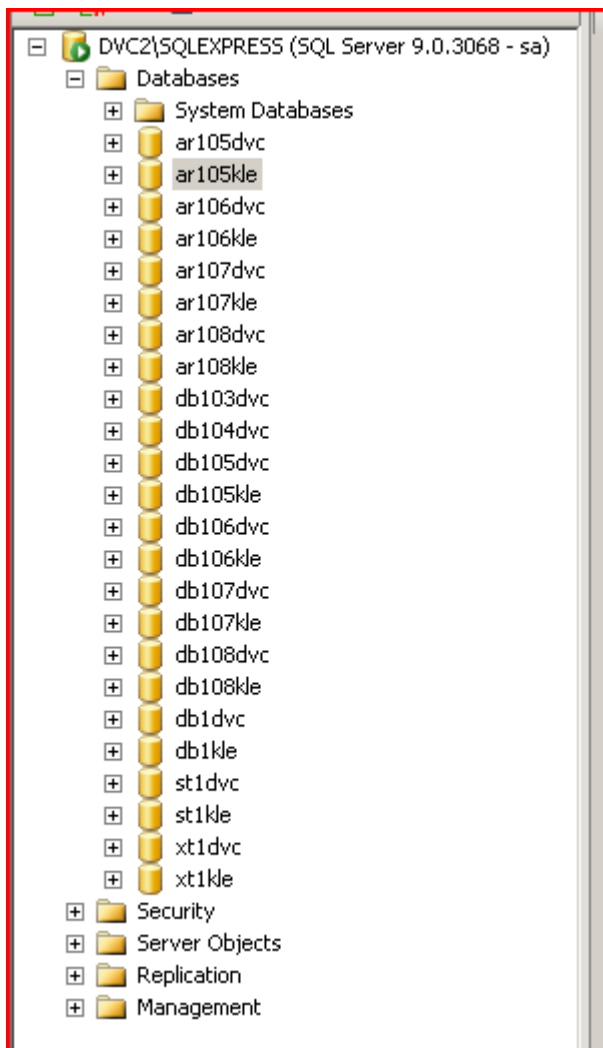 DVC2\SQLEXPRESS (SQL Server 9.0.3068 - sa)
Databases
System Databases
ar105dvc
ar105kle
ar106dvc
ar106kle
ar107dvc
ar107kle
ar108dvc
ar108kle
db103dvc
db104dvc
db105dvc
db105kle
db106dvc
db106kle
db107dvc
db107kle
db108dvc
db108kle
db1dvc
db1kle
st1dvc
st1kle
xt1dvc
xt1kle
Security
Server Objects
Replication
Management